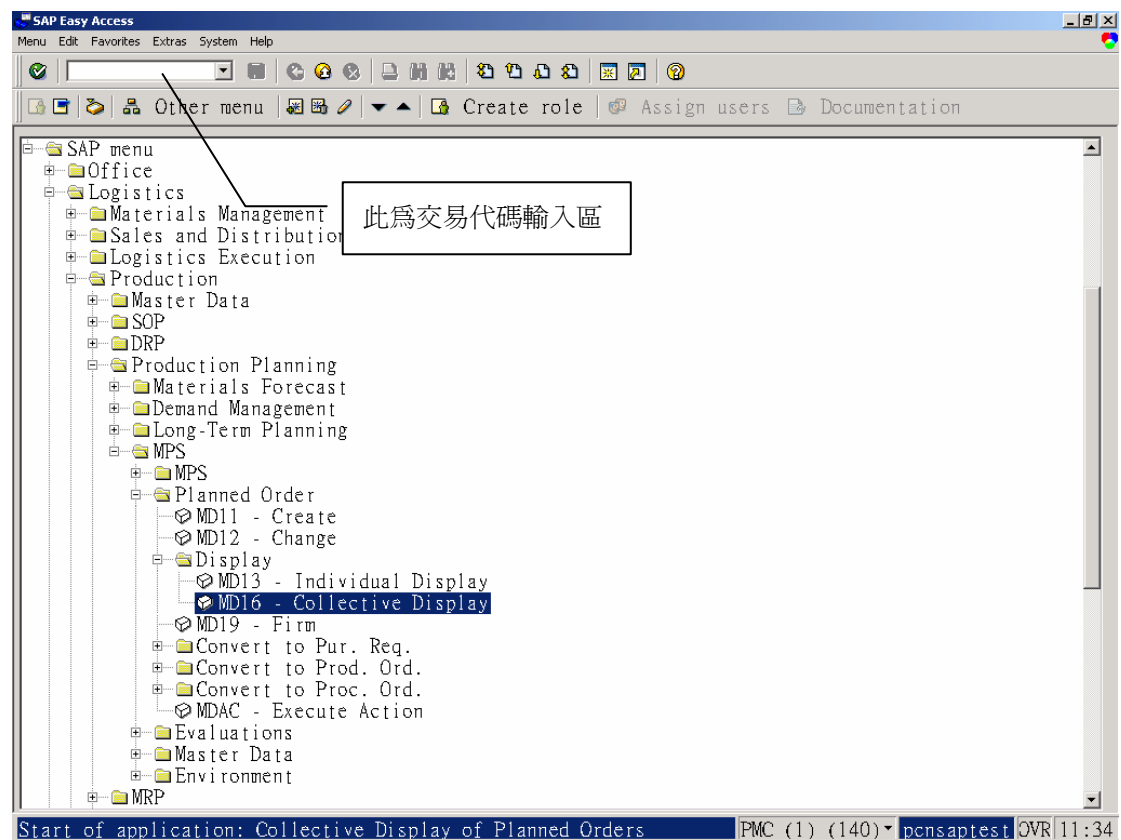 SAP Easy Access
Menu Edit Favorites Extras System Help
Other menu Create role Assign users Documentation
SAP menu
Office
Logistics
此爲交易代碼輸入區
Materials Management
Sales and Distribution
Logistics Execution
Production
Master Data
SOP
DRP
Production Planning
Materials Forecast
Demand Management
Long-Term Planning
MPS
MPS
Planned Order
MD11 - Create
MD12 - Change
Display
MD13 - Individual Display
MD16 - Collective Display
MD19 - Firm
Convert to Pur. Req.
Convert to Prod. Ord.
Convert to Proc. Ord.
MDAC - Execute Action
Evaluations
Master Data
Environment
MRP
Start of application: Collective Display of Planned Orders PMC (1) (140) pcnsaptest OVR 11:34